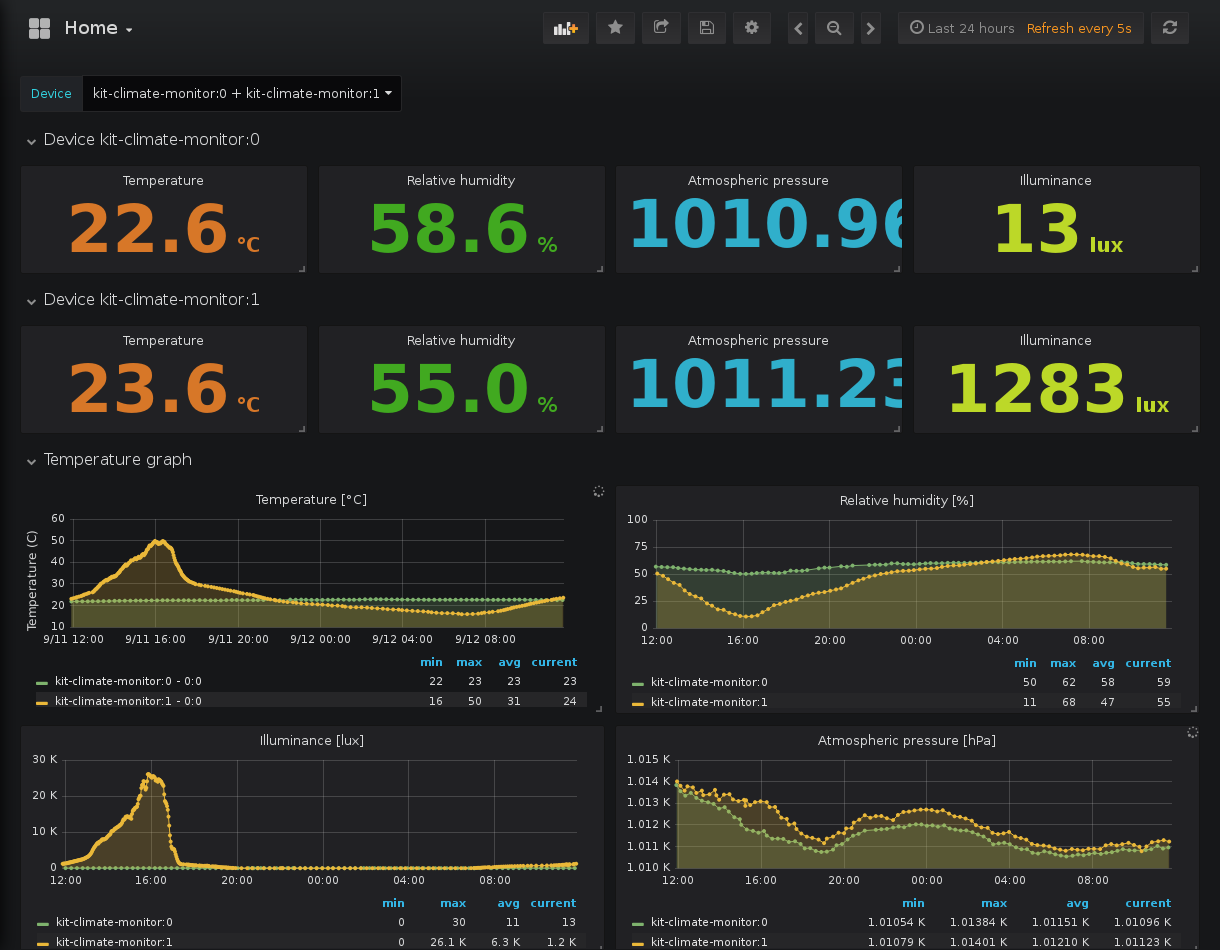 Home
Last 24 hours Refresh every 5s
Device kit-climate-monitor:0 + kit-climate-monitor:1
Device kit-climate-monitor:0
Temperature Relative humidity Atmospheric pressure Illuminance
22.6 °C 58.6 % 1010.96 13 lux
Device kit-climate-monitor:1
Temperature Relative humidity Atmospheric pressure Illuminance
23.6 °C 55.0 % 1011.23 1283 lux
Temperature graph
Temperature [°C]
Temperature (C)
60
50
40
30
20
10
9/11 12:00 9/11 16:00 9/11 20:00 9/12 00:00 9/12 04:00 9/12 08:00
min max avg current
kit-climate-monitor:0 - 0:0 22 23 23 23
kit-climate-monitor:1 - 0:0 16 50 31 24
Relative humidity [%]
100
75
50
25
0
12:00 16:00 20:00 00:00 04:00 08:00
min max avg current
kit-climate-monitor:0 50 62 58 59
kit-climate-monitor:1 11 68 47 55
Illuminance [lux]
30 K
20 K
10 K
0
12:00 16:00 20:00 00:00 04:00 08:00
min max avg current
kit-climate-monitor:0 0 30 11 13
kit-climate-monitor:1 0 26.1 K 6.3 K 1.2 K
Atmospheric pressure [hPa]
1.015 K
1.014 K
1.013 K
1.012 K
1.011 K
1.010 K
12:00 16:00 20:00 00:00 04:00 08:00
min max avg current
kit-climate-monitor:0 1.01054 K 1.01384 K 1.01151 K 1.01096 K
kit-climate-monitor:1 1.01079 K 1.01401 K 1.01210 K 1.01123 K